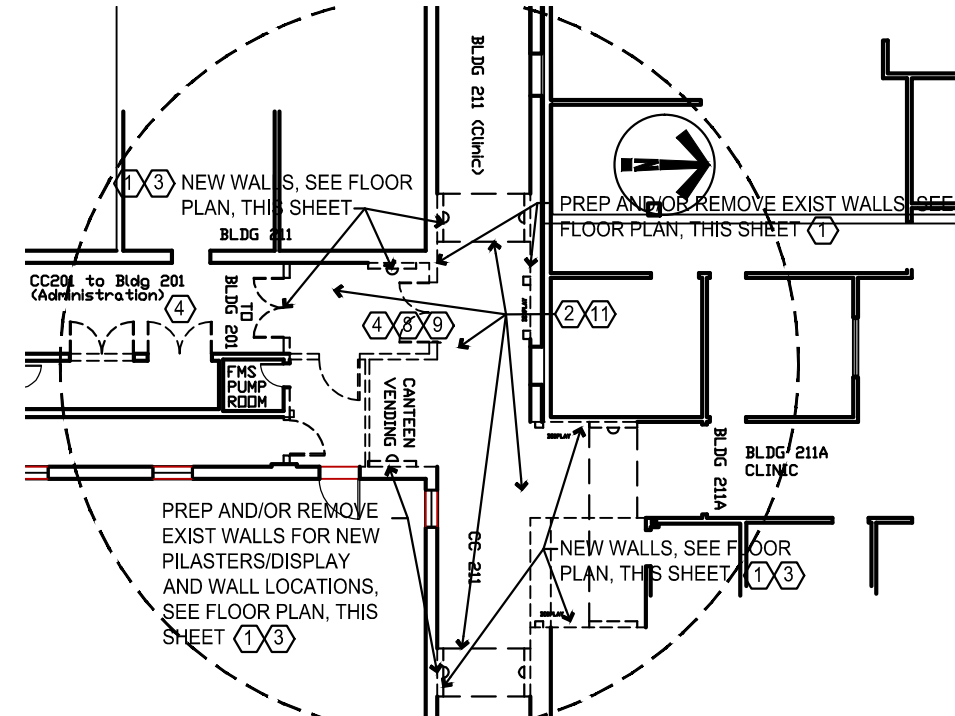 BLDG 211 (Clinic)
1 3 NEW WALLS, SEE FLOOR
PLAN, THIS SHEET
N
PREP AND/OR REMOVE EXIST WALLS, SEE
FLOOR PLAN, THIS SHEET 1
BLDG 211
CC201 to Bldg 201
(Administration)
4
TO
BLDG 201
4 8 9
2 11
FMS
PUMP
ROOM
CANTEEN
VENDING
DISPLAY
BLDG 211A
BLDG 211A
CLINIC
PREP AND/OR REMOVE
EXIST WALLS FOR NEW
PILASTERS/DISPLAY
AND WALL LOCATIONS,
SEE FLOOR PLAN, THIS
SHEET 1 3
CC 211
NEW WALLS, SEE FLOOR
PLAN, THIS SHEET 1 3
DISPLAY